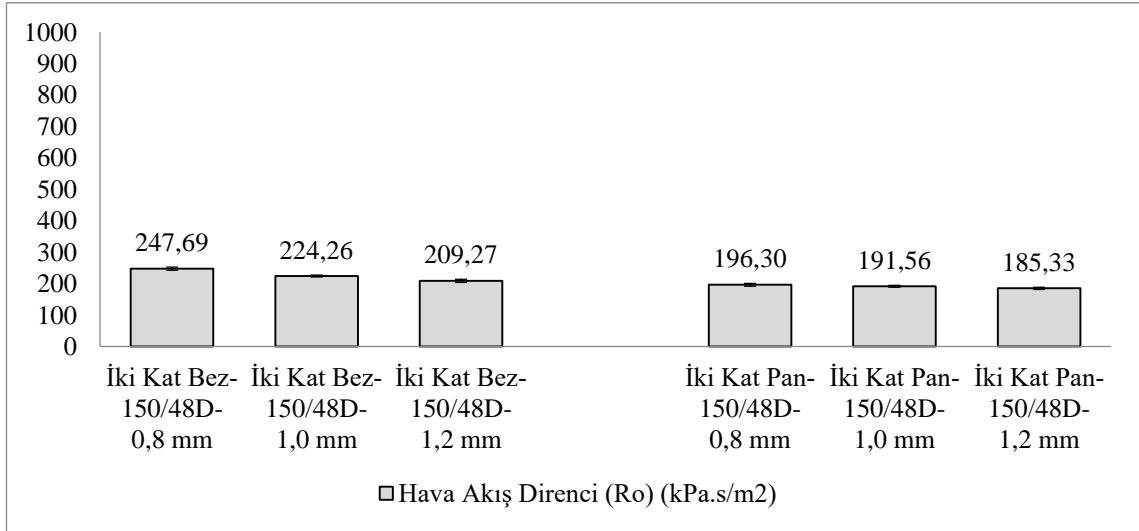 1000
900
800
700
600
500
400
300
200
100
0
247,69
224,26
209,27
196,30
191,56
185,33
İki Kat Bez-
150/48D-
0,8 mm
İki Kat Bez-
150/48D-
1,0 mm
İki Kat Bez-
150/48D-
1,2 mm
İki Kat Pan-
150/48D-
0,8 mm
İki Kat Pan-
150/48D-
1,0 mm
İki Kat Pan-
150/48D-
1,2 mm
Hava Akış Direnci (Ro) (kPa.s/m2)